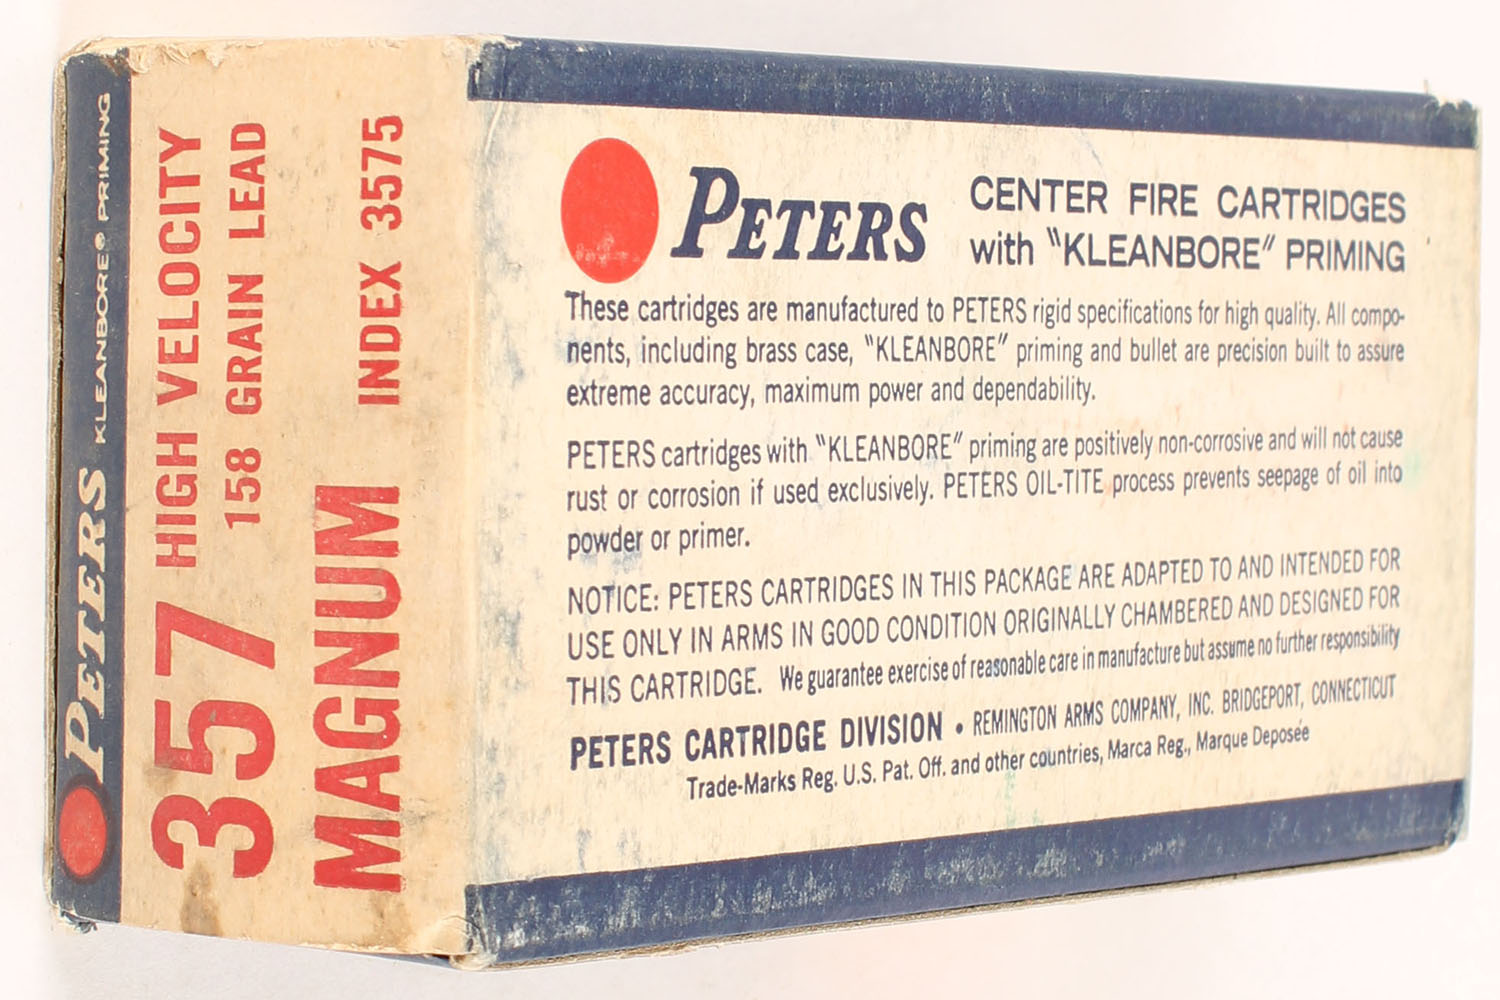 PETERS KLEANBORE® PRIMING
357 HIGH VELOCITY
158 GRAIN LEAD
MAGNUM INDEX 3575
PETERS
CENTER FIRE CARTRIDGES
with "KLEANBORE" PRIMING
These cartridges are manufactured to PETERS rigid specifications for high quality. All compo-
nents, including brass case, "KLEANBORE" priming and bullet are precision built to assure
extreme accuracy, maximum power and dependability.
PETERS cartridges with "KLEANBORE" priming are positively non-corrosive and will not cause
rust or corrosion if used exclusively. PETERS OIL-TITE process prevents seepage of oil into
powder or primer.
NOTICE: PETERS CARTRIDGES IN THIS PACKAGE ARE ADAPTED TO AND INTENDED FOR
USE ONLY IN ARMS IN GOOD CONDITION ORIGINALLY CHAMBERED AND DESIGNED FOR
THIS CARTRIDGE. We guarantee exercise of reasonable care in manufacture but assume no further responsibility
PETERS CARTRIDGE DIVISION • REMINGTON ARMS COMPANY, INC. BRIDGEPORT, CONNECTICUT
Trade-Marks Reg. U.S. Pat. Off. and other countries, Marca Reg., Marque Deposée